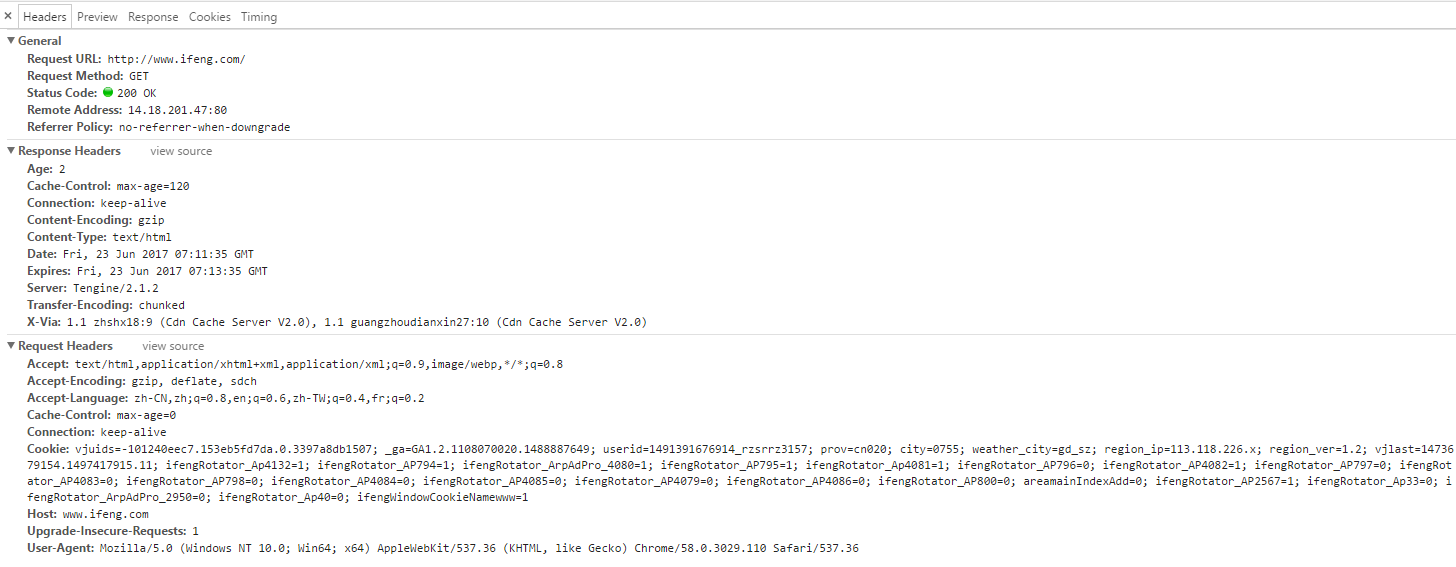 × Headers Preview Response Cookies Timing
▼ General
Request URL: http://www.ifeng.com/
Request Method: GET
Status Code: 200 OK
Remote Address: 14.18.201.47:80
Referrer Policy: no-referrer-when-downgrade
▼ Response Headers view source
Age: 2
Cache-Control: max-age=120
Connection: keep-alive
Content-Encoding: gzip
Content-Type: text/html
Date: Fri, 23 Jun 2017 07:11:35 GMT
Expires: Fri, 23 Jun 2017 07:13:35 GMT
Server: Tengine/2.1.2
Transfer-Encoding: chunked
X-Via: 1.1 zhshx18:9 (Cdn Cache Server V2.0), 1.1 guangzhoudianxin27:10 (Cdn Cache Server V2.0)
▼ Request Headers view source
Accept: text/html,application/xhtml+xml,application/xml;q=0.9,image/webp,*/*;q=0.8
Accept-Encoding: gzip, deflate, sdch
Accept-Language: zh-CN,zh;q=0.8,en;q=0.6,zh-TW;q=0.4,fr;q=0.2
Cache-Control: max-age=0
Connection: keep-alive
Cookie: vjuids=-101240eec7.153eb5fd7da.0.3397a8db1507; _ga=GA1.2.1108070020.1488887649; userid=1491391676914_rzsrrz3157; prov=cn020; city=0755; weather_city=gd_sz; region_ip=113.118.226.x; region_ver=1.2; vjlast=14736
79154.1497417915.11; ifengRotator_Ap4132=1; ifengRotator_AP794=1; ifengRotator_ArpAdPro_4080=1; ifengRotator_AP795=1; ifengRotator_Ap4081=1; ifengRotator_AP796=0; ifengRotator_AP4082=1; ifengRotator_AP797=0; ifengRot
ator_AP4083=0; ifengRotator_AP798=0; ifengRotator_AP4084=0; ifengRotator_AP4085=0; ifengRotator_AP4079=0; ifengRotator_AP4086=0; ifengRotator_AP800=0; areamainIndexAdd=0; ifengRotator_AP2567=1; ifengRotator_Ap33=0; i
fengRotator_ArpAdPro_2950=0; ifengRotator_Ap40=0; ifengWindowCookieNamewww=1
Host: www.ifeng.com
Upgrade-Insecure-Requests: 1
User-Agent: Mozilla/5.0 (Windows NT 10.0; Win64; x64) AppleWebKit/537.36 (KHTML, like Gecko) Chrome/58.0.3029.110 Safari/537.36